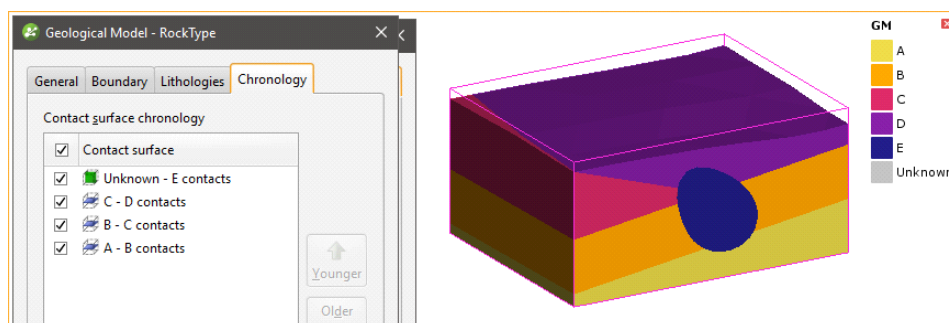 Geological Model - RockType
General Boundary Lithologies Chronology
Contact surface chronology
Contact surface
Unknown - E contacts
C - D contacts
B - C contacts
A - B contacts
Younger
Older
GM
A
B
C
D
E
Unknown